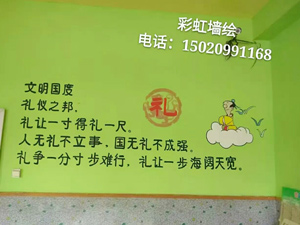 彩虹墙绘
电话：15020991168
文明国度
礼仪之邦，
礼让一寸得礼一尺。
人无礼不立事，国无礼不成强。
礼争一分寸步难行，礼让一步海阔天宽。
礼